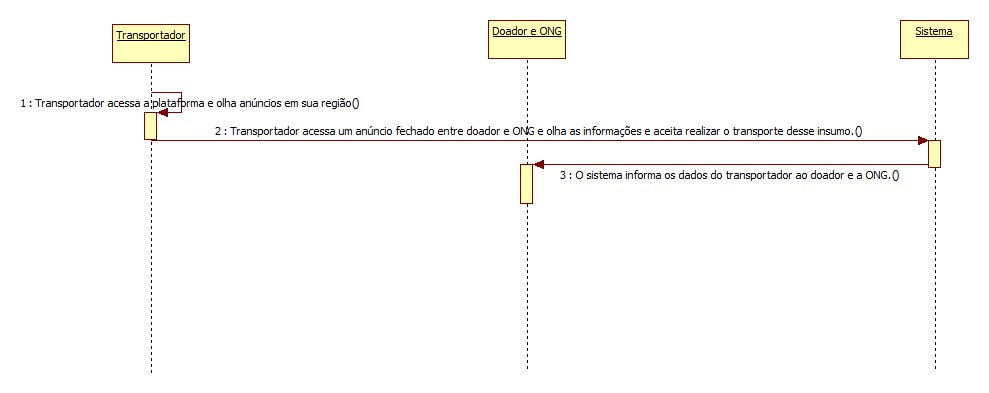 Transportador
Doador e ONG
Sistema
1 : Transportador acessa a plataforma e olha anúncios em sua região()
2 : Transportador acessa um anúncio fechado entre doador e ONG e olha as informações e aceita realizar o transporte desse insumo.()
3 : O sistema informa os dados do transportador ao doador e a ONG.()